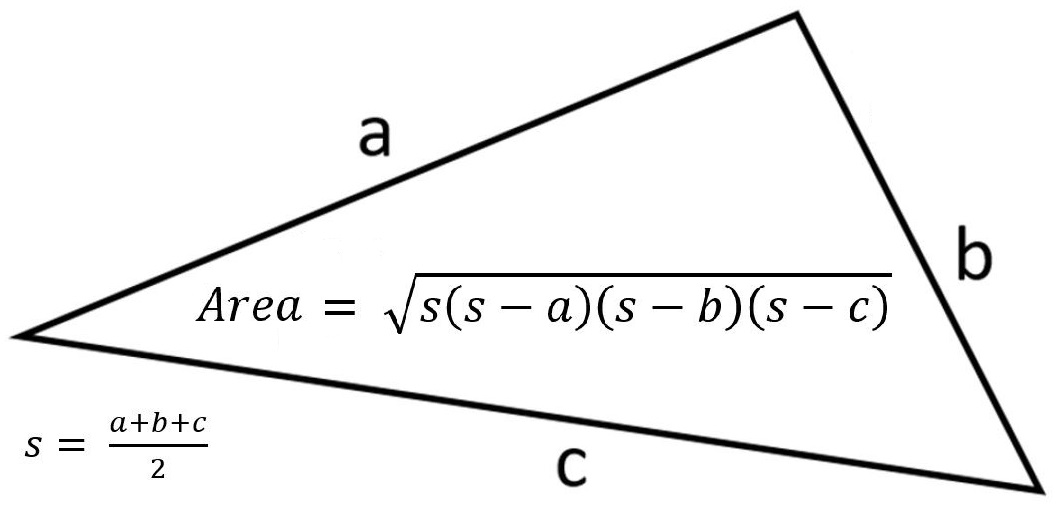 a
b
Area = √s(s − a)(s − b)(s − c)
s = a+b+c
2
c